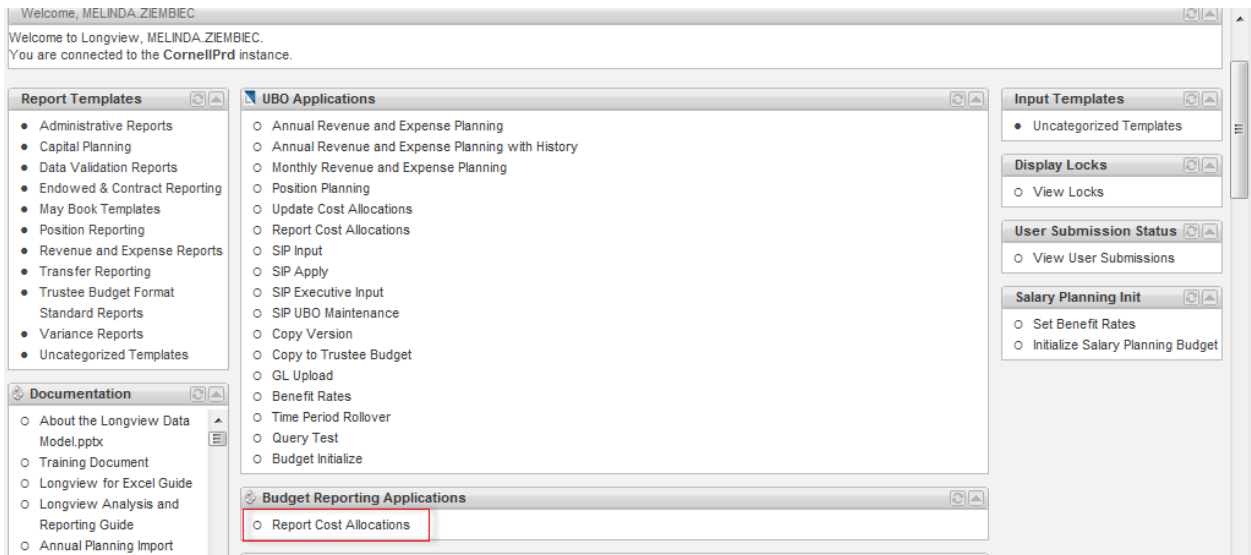 Welcome, MELINDA.ZIEMBIEC
Welcome to Longview, MELINDA.ZIEMBIEC.
You are connected to the CornellPrd instance.
Report Templates
Administrative Reports
Capital Planning
Data Validation Reports
Endowed & Contract Reporting
May Book Templates
Position Reporting
Revenue and Expense Reports
Transfer Reporting
Trustee Budget Format
Standard Reports
Variance Reports
Uncategorized Templates
Documentation
About the Longview Data
Model.pptx
Training Document
Longview for Excel Guide
Longview Analysis and
Reporting Guide
Annual Planning Import
UBO Applications
Annual Revenue and Expense Planning
Annual Revenue and Expense Planning with History
Monthly Revenue and Expense Planning
Position Planning
Update Cost Allocations
Report Cost Allocations
SIP Input
SIP Apply
SIP Executive Input
SIP UBO Maintenance
Copy Version
Copy to Trustee Budget
GL Upload
Benefit Rates
Time Period Rollover
Query Test
Budget Initialize
Budget Reporting Applications
Report Cost Allocations
Input Templates
Uncategorized Templates
Display Locks
View Locks
User Submission Status
View User Submissions
Salary Planning Init
Set Benefit Rates
Initialize Salary Planning Budget